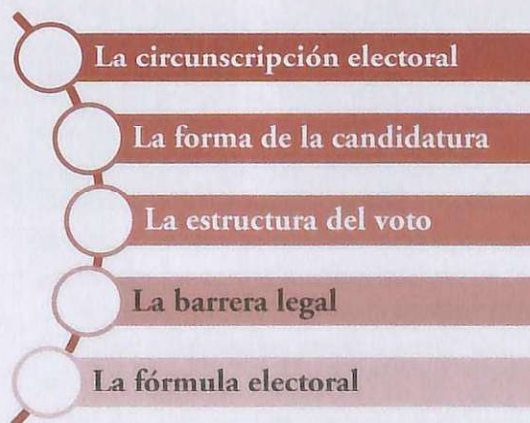 La circunscripción electoral
La forma de la candidatura
La estructura del voto
La barrera legal
La fórmula electoral